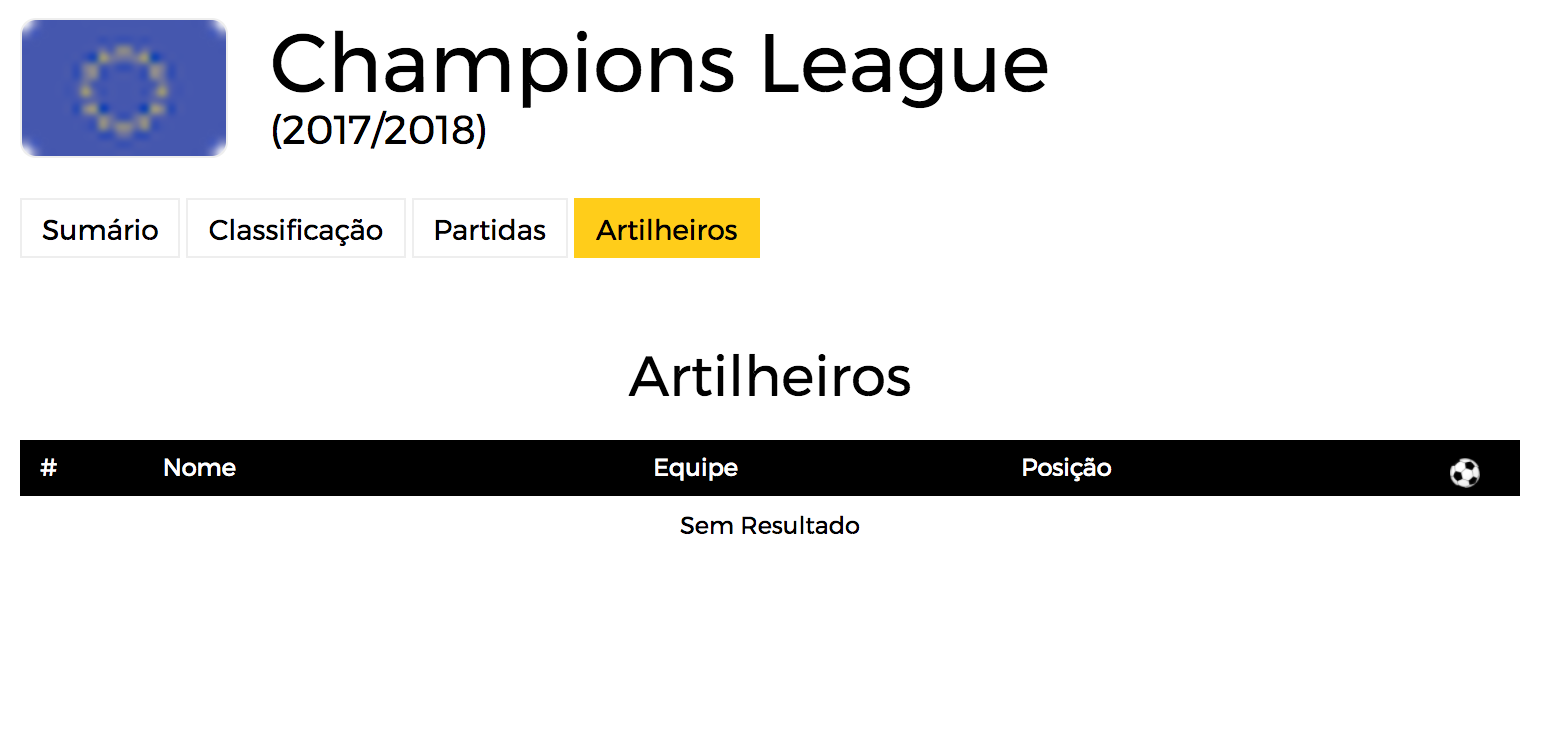 Champions League
(2017/2018)
Sumário Classificação Partidas Artilheiros
Artilheiros
# Nome Equipe Posição
Sem Resultado